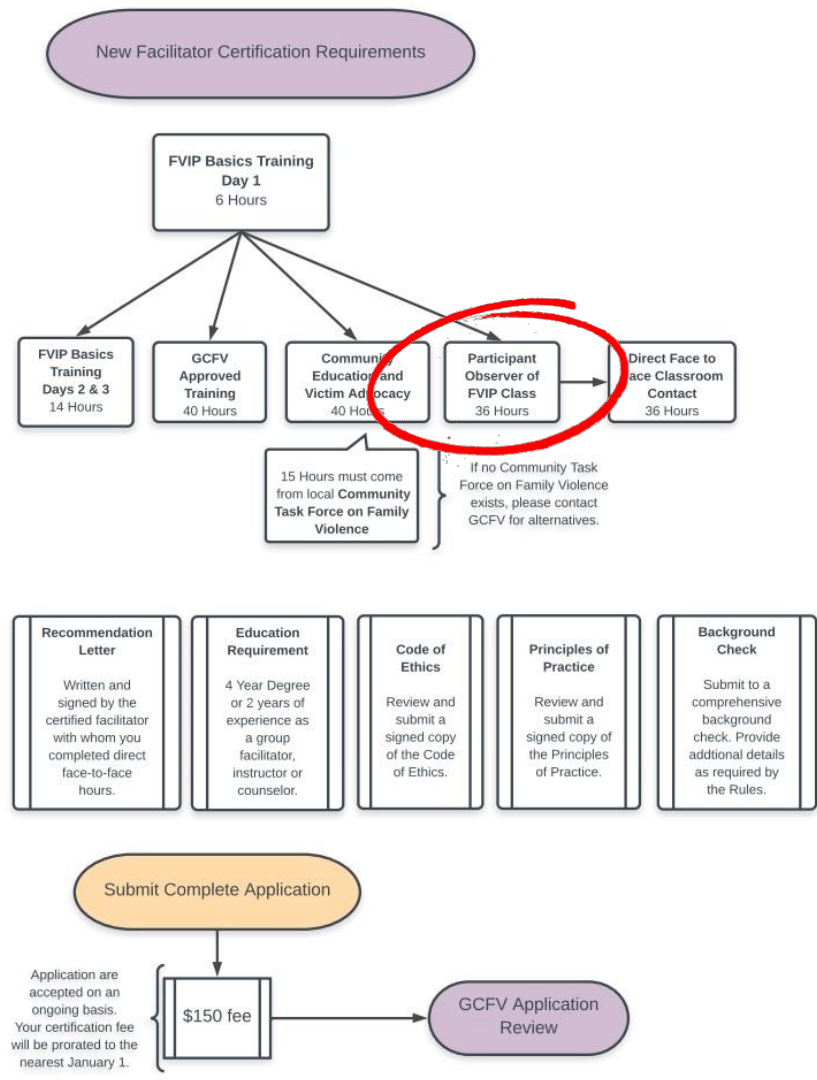 New Facilitator Certification Requirements
FVIP Basics Training
Day 1
6 Hours
FVIP Basics
Training
Days 2 & 3
14 Hours
GCFV
Approved
Training
40 Hours
Community
Education and
Victim Advocacy
40 Hours
Participant
Observer of
FVIP Class
36 Hours
Direct Face to
ace Classroom
Contact
36 Hours
15 Hours must come
from local Community
Task Force on Family
Violence
If no Community Task
Force on Family Violence
exists, please contact
GCFV for alternatives.
Recommendation
Letter
Written and
signed by the
certified facilitator
with whom you
completed direct
face-to-face
hours.
Education
Requirement
4 Year Degree
or 2 years of
experience as
a group
facilitator,
instructor or
counselor.
Code of
Ethics
Review and
submit a
signed copy
of the Code
of Ethics.
Principles of
Practice
Review and
submit a
signed copy of
the Principles
of Practice.
Background
Check
Submit to a
comprehensive
background
check. Provide
addtional details
as required by
the Rules.
Submit Complete Application
Application are
accepted on an
ongoing basis.
Your certification fee
will be prorated to the
nearest January 1.
$150 fee
GCFV Application
Review